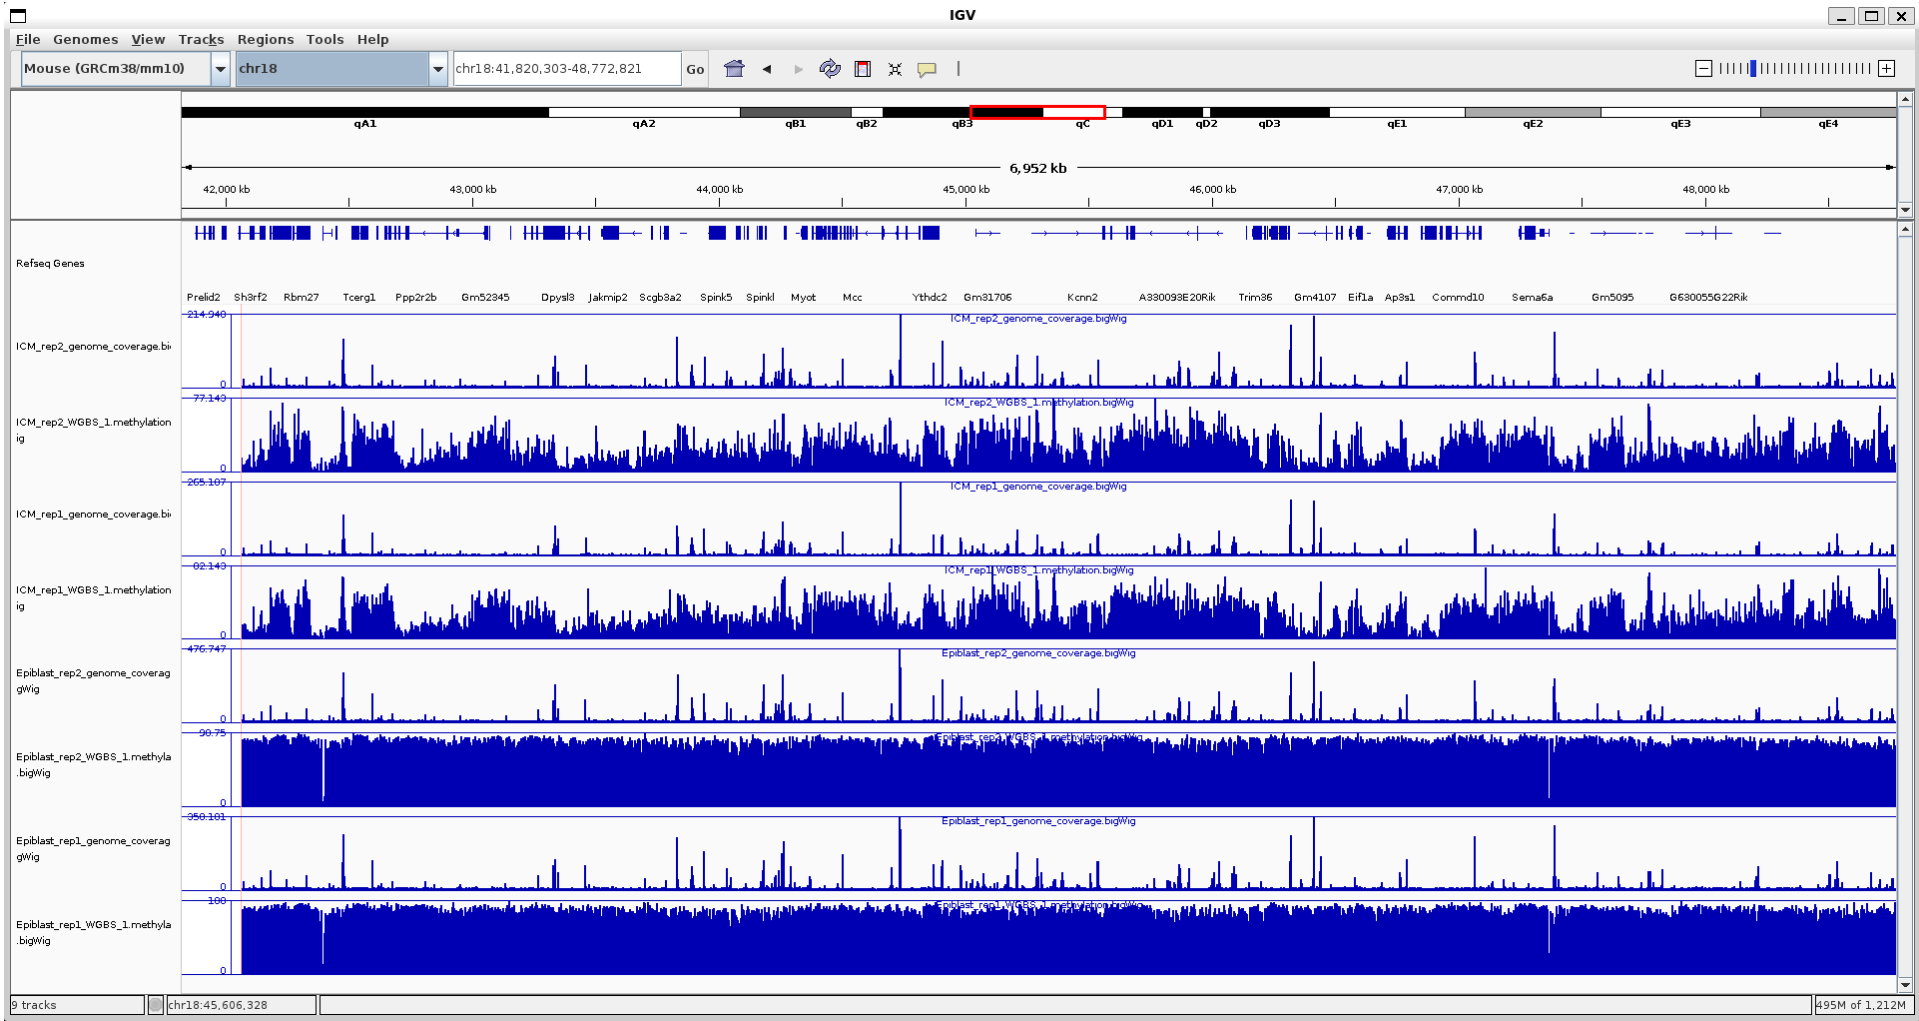 IGV
File Genomes View Tracks Regions Tools Help
Mouse (GRCm38/mm10) chr18 chr18:41,820,303-48,772,821 Go
qA1 qA2 qB1 qB2 qB3 qC qD1 qD2 qD3 qE1 qE2 qE3 qE4
6,952 kb
42,000 kb 43,000 kb 44,000 kb 45,000 kb 46,000 kb 47,000 kb 48,000 kb
Refseq Genes
Prelid2 Sh3rf2 Rbm27 Tcerg1 Ppp2r2b Gm52345 Dpysl3 Jakmip2 Scgb3a2 Spink5 Spinkl Myot Mcc Ythdc2 Gm31706 Kcnn2 A330093E20Rik Trim36 Gm4107 Eif1a Ap3s1 Commd10 Sema6a Gm5095 G630055G22Rik
214.940
ICM_rep2_genome_coverage.bigWig
ICM_rep2_genome_coverage.bi
0
77.143
ICM_rep2_WGBS_1.methylation.bigWig
ICM_rep2_WGBS_1.methylation
ig
0
265.107
ICM_rep1_genome_coverage.bigWig
ICM_rep1_genome_coverage.bi
0
ICM_rep1_WGBS_1.methylation.bigWig
ICM_rep1_WGBS_1.methylation
ig
0
476.747
Epiblast_rep2_genome_coverage.bigWig
Epiblast_rep2_genome_coverag
gWig
0
90.75
Epiblast_rep2_WGBS_1.methylation.bigWig
Epiblast_rep2_WGBS_1.methyla
.bigWig
0
350.101
Epiblast_rep1_genome_coverage.bigWig
Epiblast_rep1_genome_coverag
gWig
0
100
Epiblast_rep1_WGBS_1.methylation.bigWig
Epiblast_rep1_WGBS_1.methyla
.bigWig
0
9 tracks chr18:45,606,328 495M of 1,212M